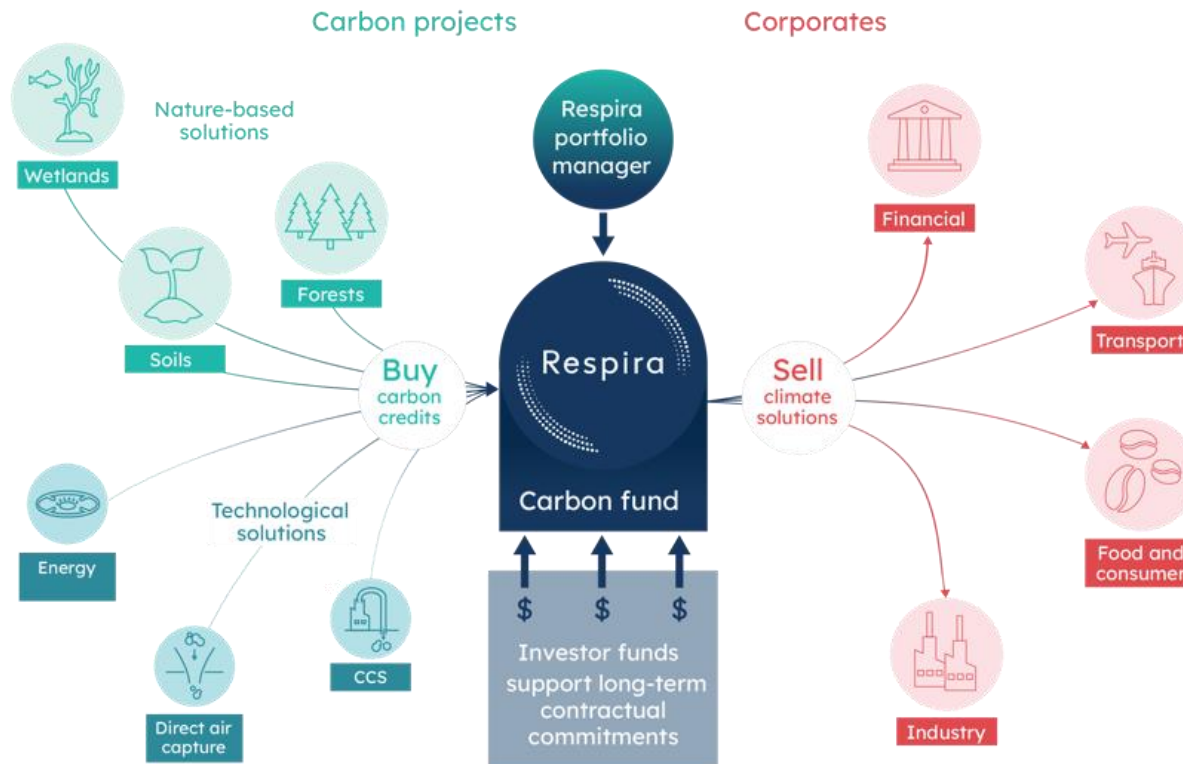 Carbon projects
Corporates
Nature-based
solutions
Wetlands
Forests
Soils
Buy
carbon
credits
Technological
solutions
Energy
Direct air
capture
CCS
Respira
portfolio
manager
Respira
Carbon fund
$ $ $
Investor funds
support long-term
contractual
commitments
Sell
climate
solutions
Financial
Transport
Food and
consumer
Industry